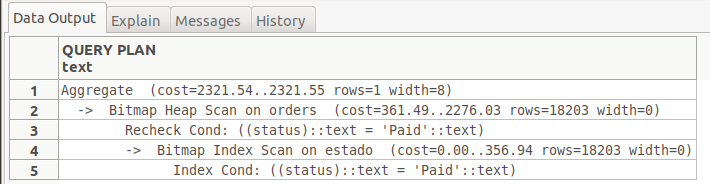 Data Output Explain Messages History
QUERY PLAN
text
1 Aggregate (cost=2321.54..2321.55 rows=1 width=8)
2 -> Bitmap Heap Scan on orders (cost=361.49..2276.03 rows=18203 width=0)
3 Recheck Cond: ((status)::text = 'Paid'::text)
4 -> Bitmap Index Scan on estado (cost=0.00..356.94 rows=18203 width=0)
5 Index Cond: ((status)::text = 'Paid'::text)